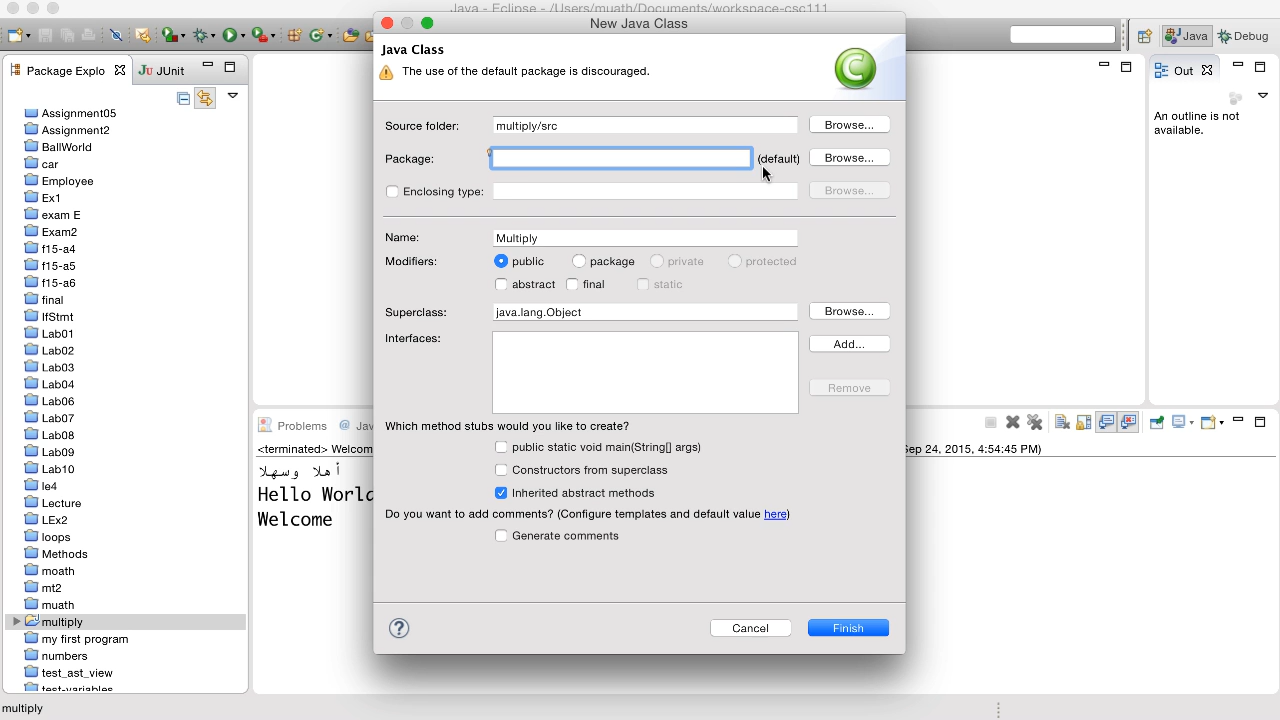 Java - Eclipse - /Users/muath/Documents/workspace-csc111
New Java Class
Java Class
The use of the default package is discouraged.
Source folder: multiply/src Browse...
Package: (default) Browse...
Enclosing type: Browse...
Name: Multiply
Modifiers: public package private protected
abstract final static
Superclass: java.lang.Object Browse...
Interfaces: Add...
Remove
Which method stubs would you like to create?
public static void main(String[] args)
Constructors from superclass
Inherited abstract methods
Do you want to add comments? (Configure templates and default value here)
Generate comments
? Cancel Finish
Java Debug
Package Explo JU JUnit
Assignment05
Assignment2
BallWorld
car
Employee
Ex1
exam E
Exam2
f15-a4
f15-a5
f15-a6
final
IfStmt
Lab01
Lab02
Lab03
Lab04
Lab06
Lab07
Lab08
Lab09
Lab10
le4
Lecture
LEx2
loops
Methods
moath
mt2
muath
multiply
my first program
numbers
test_ast_view
test-variables
Out
An outline is not
available.
Problems @ Jav
<terminated> Welcom Sep 24, 2015, 4:54:45 PM)
أهلا وسهلا
Hello World
Welcome
multiply